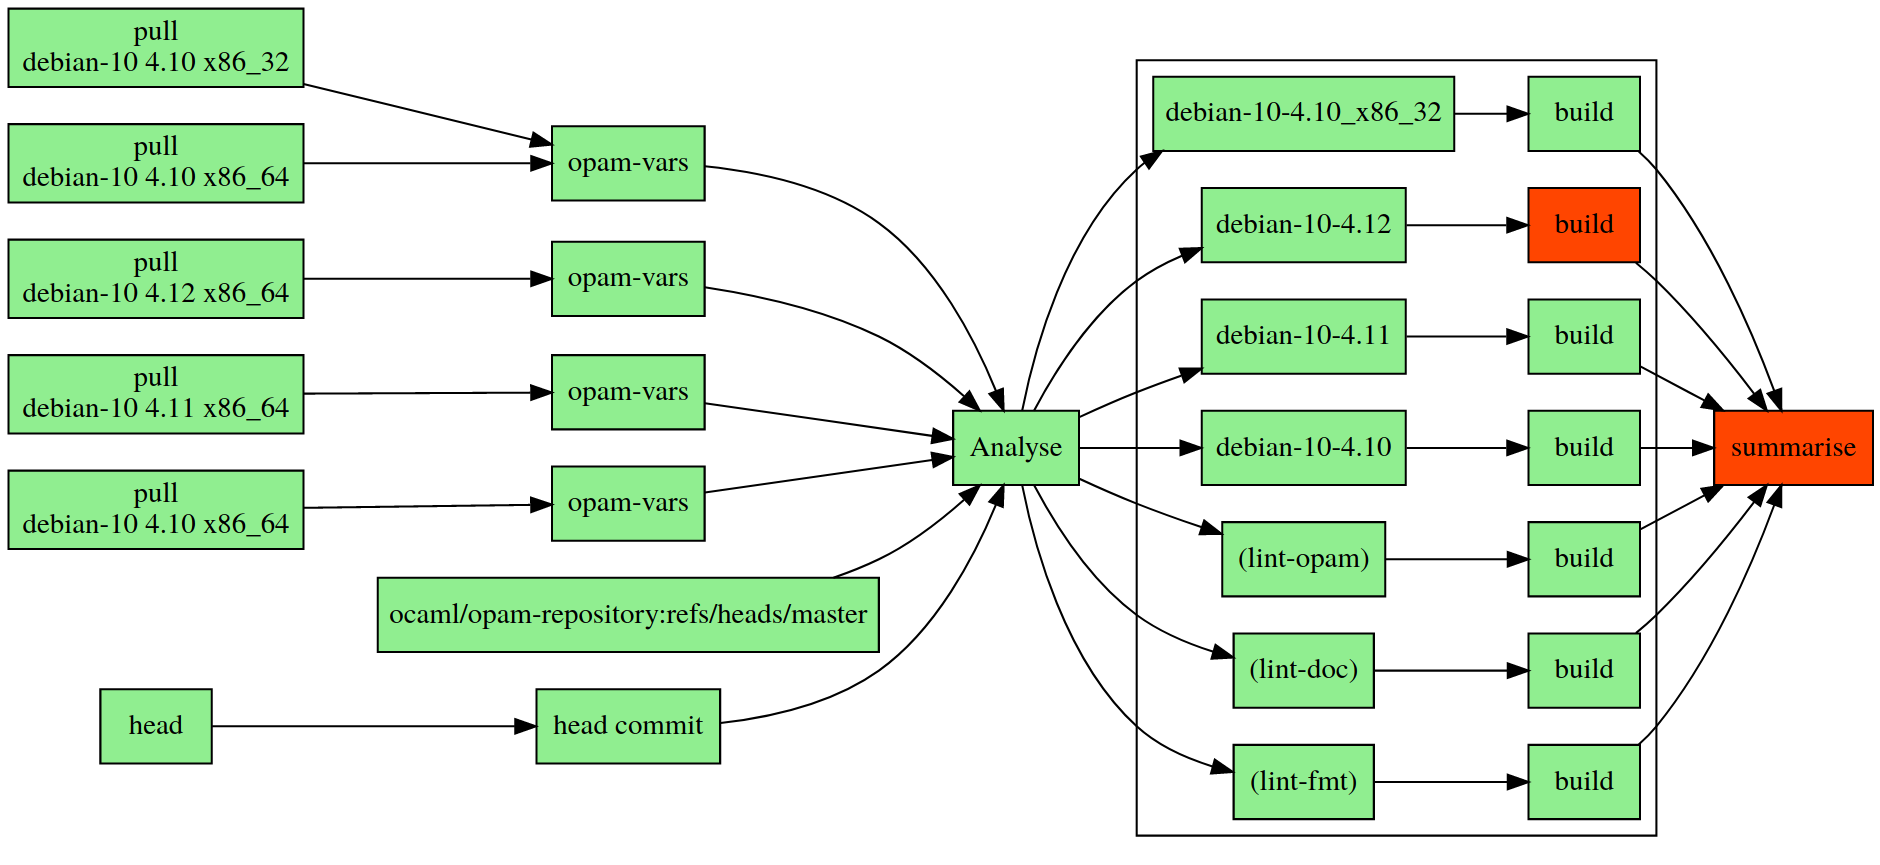 pull
debian-10 4.10 x86_32
pull
debian-10 4.10 x86_64
opam-vars
pull
debian-10 4.12 x86_64
opam-vars
pull
debian-10 4.11 x86_64
opam-vars
pull
debian-10 4.10 x86_64
opam-vars
ocaml/opam-repository:refs/heads/master
head
head commit
Analyse
debian-10-4.10_x86_32
build
debian-10-4.12
build
debian-10-4.11
build
debian-10-4.10
build
(lint-opam)
build
(lint-doc)
build
(lint-fmt)
build
summarise